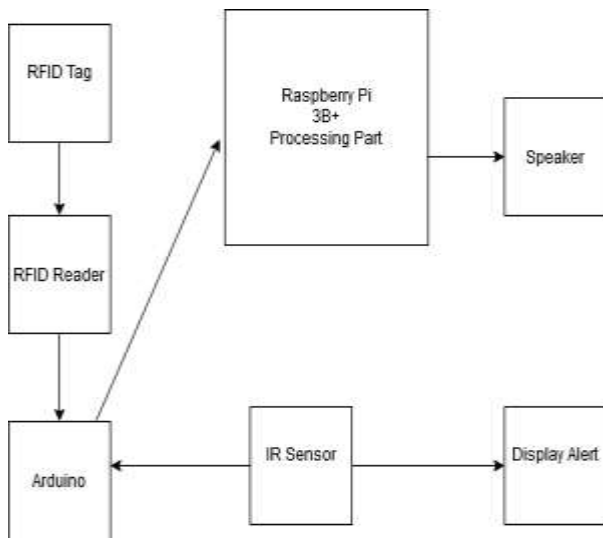 RFID Tag
Raspberry Pi
3B+
Processing Part
Speaker
RFID Reader
Arduino
IR Sensor
Display Alert